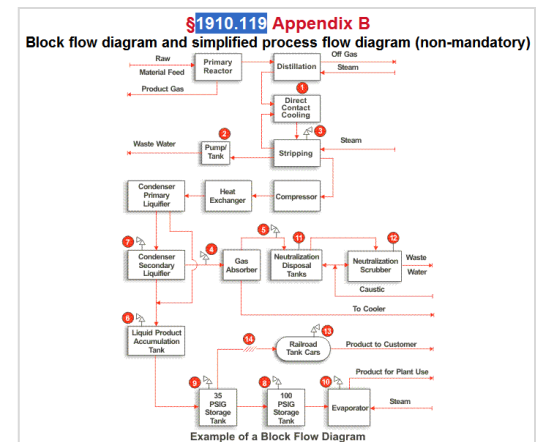 §1910.119 Appendix B
Block flow diagram and simplified process flow diagram (non-mandatory)
Raw
Material Feed
Primary
Reactor
Distillation
Off Gas
Steam
Product Gas
1
Direct
Contact
Cooling
2
3
Waste Water
Pump/
Tank
Stripping
Steam
Condenser
Primary
Liquifier
Heat
Exchanger
Compressor
5
11
12
7
4
Condenser
Secondary
Liquifier
Gas
Absorber
Neutralization
Disposal
Tanks
Neutralization
Scrubber
Waste
Water
Caustic
To Cooler
6
Liquid Product
Accumulation
Tank
14
13
Railroad
Tank Cars
Product to Customer
Product for Plant Use
9
8
10
35
PSIG
Storage
Tank
100
PSIG
Storage
Tank
Evaporator
Steam
Example of a Block Flow Diagram